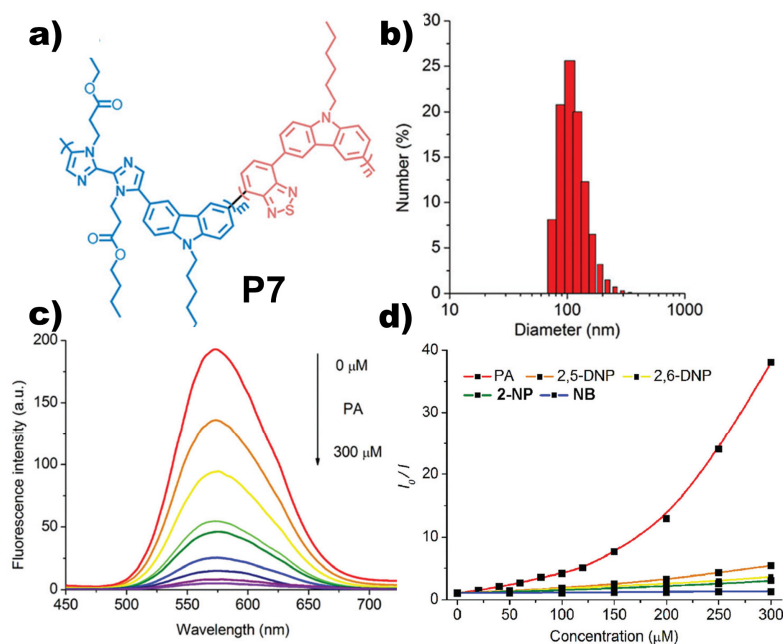 a)
O
O
N
N
N
N
O
O
N
m
N
N
S
N
n
P7
b)
Number (%)
30
25
20
15
10
5
0
10
100
1000
Diameter (nm)
c)
Fluorescence intensity (a.u.)
200
150
100
50
0
0 μM
PA
300 μM
450
500
550
600
650
700
Wavelength (nm)
d)
I₀ / I
40
30
20
10
0
PA 2,5-DNP 2,6-DNP
2-NP NB
0
50
100
150
200
250
300
Concentration (μM)